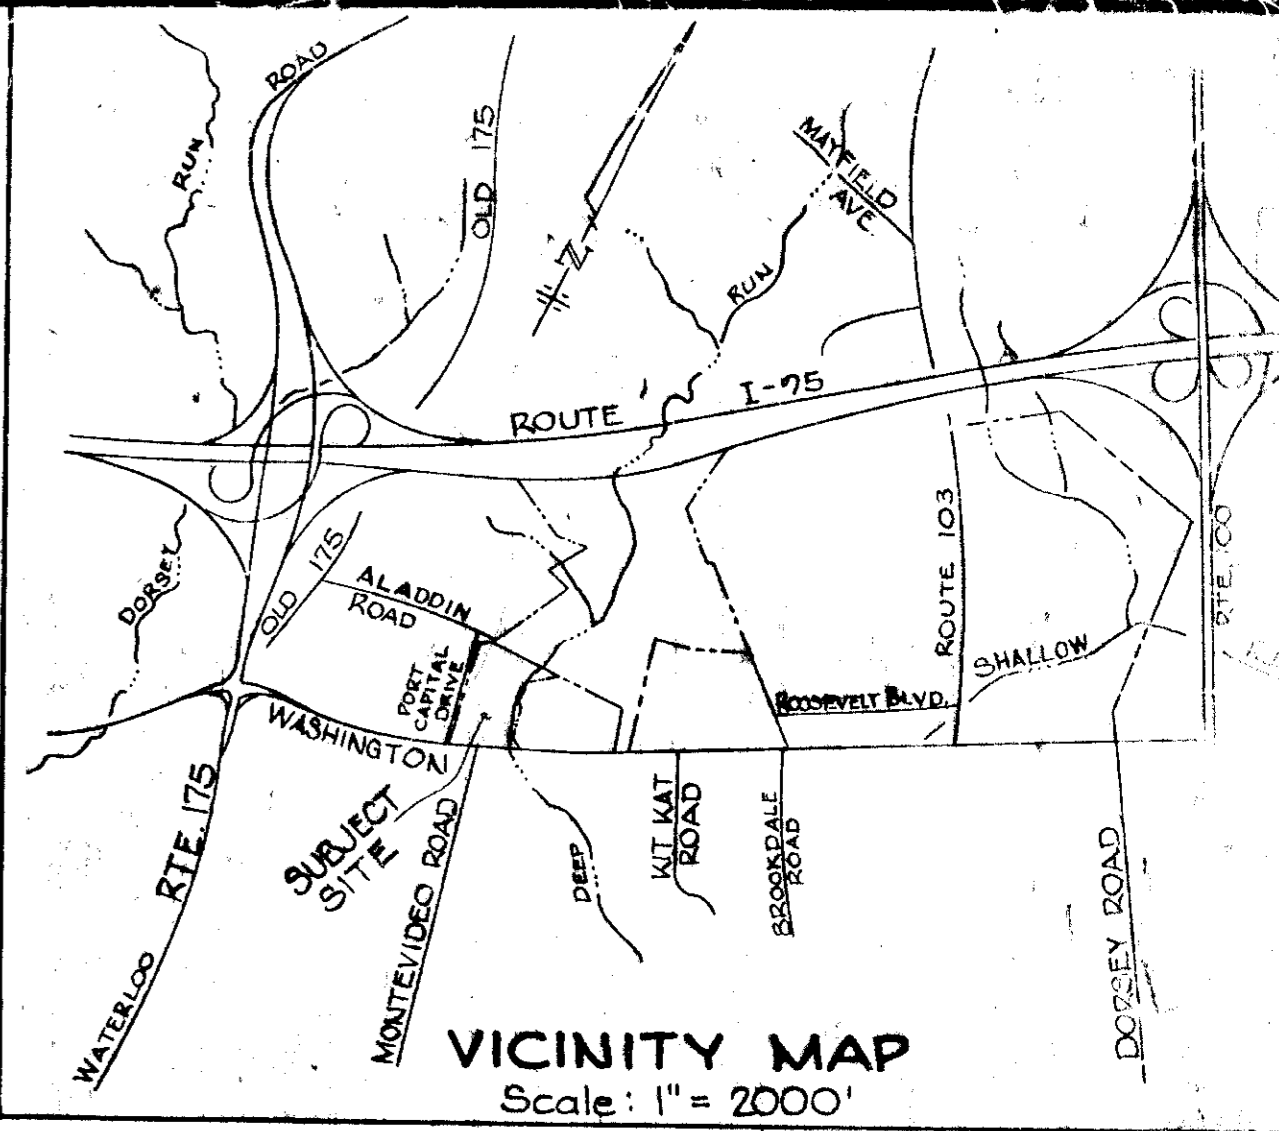 ROAD
RUN
OLD 175
N
MAYFIELD
AVE
RUN
ROUTE I-95
DORSEY
OLD 175
ALADDIN
ROAD
PORT
CAPITAL
DRIVE
ROUTE 103
RTE. 100
SHALLOW
ROOSEVELT BLVD.
WASHINGTON
RTE. 175
SUBJECT
SITE
MONTEVIDEO ROAD
DEEP
KIT KAT
ROAD
BROOKDALE
ROAD
DORSEY ROAD
WATERLOO
VICINITY MAP
Scale: 1" = 2000'